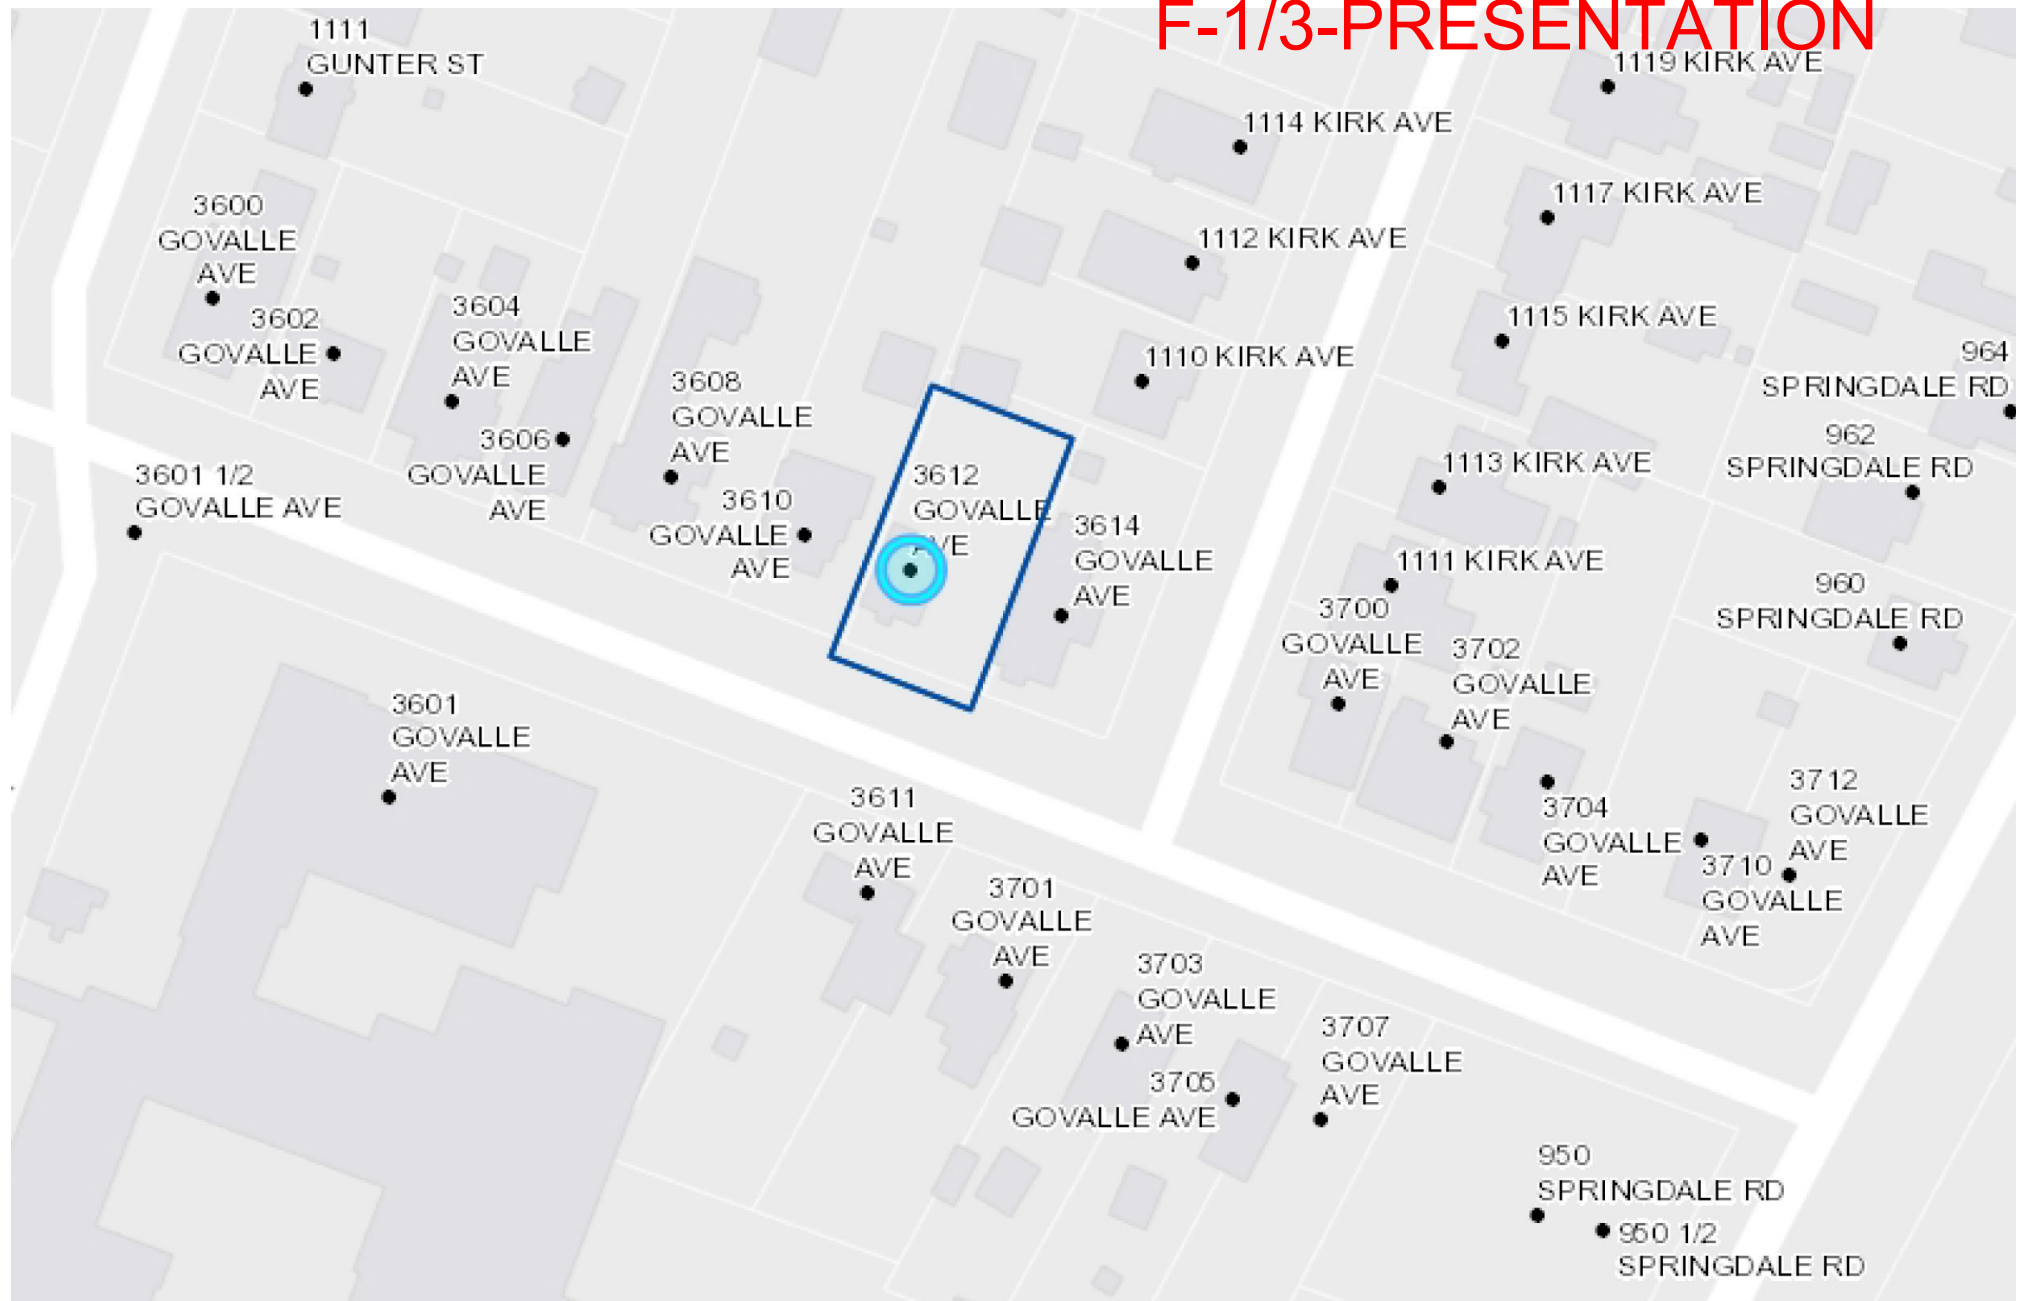 F-1/3-PRESENTATION
1111
GUNTER ST
1119 KIRK AVE
1114 KIRK AVE
1117 KIRK AVE
3600
GOVALLE
AVE
1112 KIRK AVE
3602
GOVALLE
AVE
3604
GOVALLE
AVE
1115 KIRK AVE
1110 KIRK AVE
964
SPRINGDALE RD
3608
GOVALLE
AVE
3606
GOVALLE
AVE
962
SPRINGDALE RD
1113 KIRK AVE
3601 1/2
GOVALLE AVE
3612
GOVALLE
AVE
3610
GOVALLE
AVE
3614
GOVALLE
AVE
1111 KIRK AVE
960
SPRINGDALE RD
3700
GOVALLE
AVE
3702
GOVALLE
AVE
3601
GOVALLE
AVE
3611
GOVALLE
AVE
3712
GOVALLE
AVE
3704
GOVALLE
AVE
3710
GOVALLE
AVE
3701
GOVALLE
AVE
3703
GOVALLE
AVE
3707
GOVALLE
AVE
3705
GOVALLE AVE
950
SPRINGDALE RD
950 1/2
SPRINGDALE RD